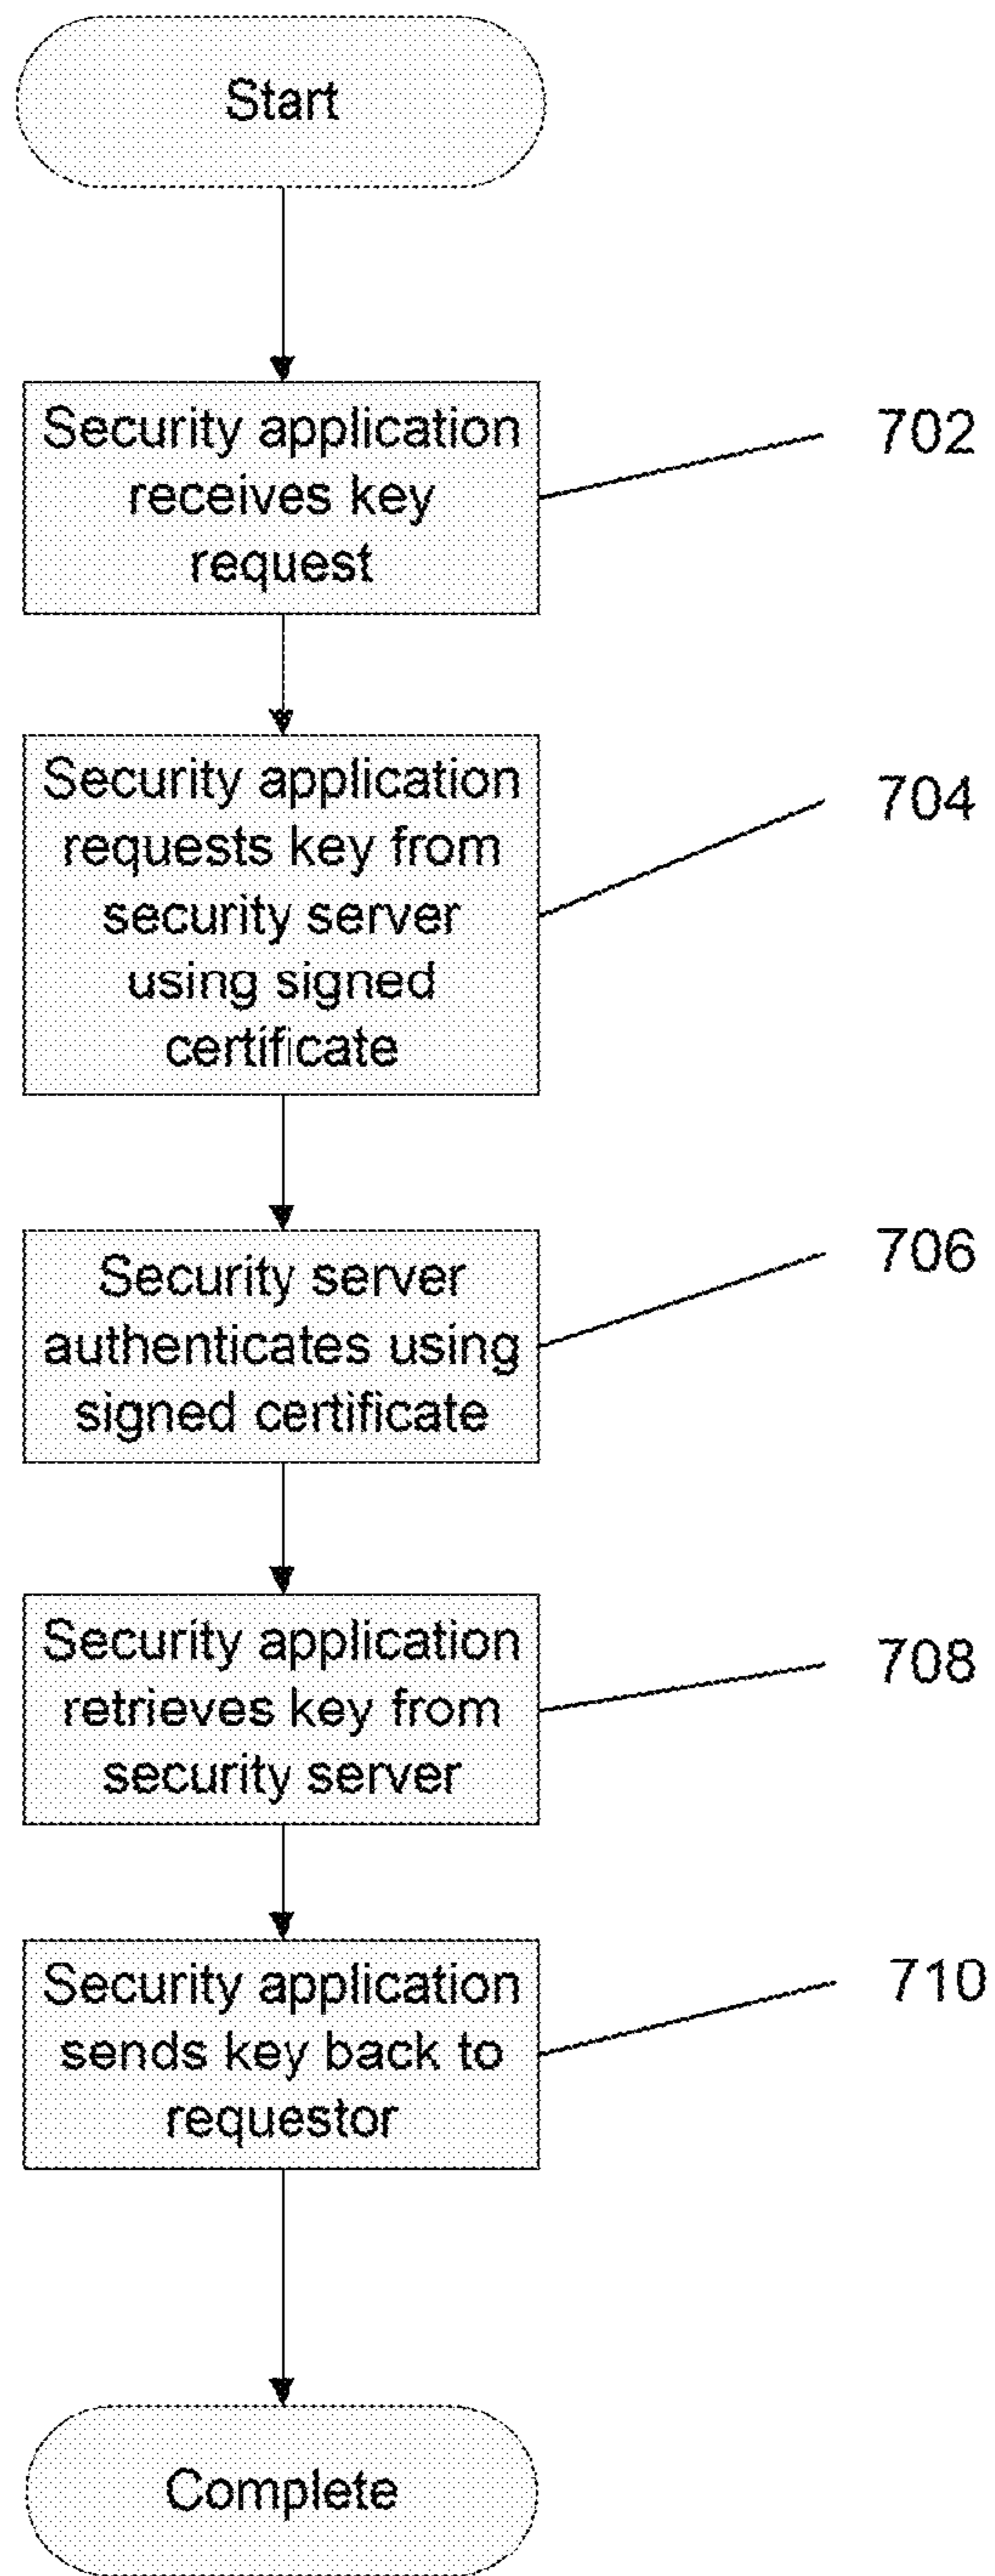 Start
Security application
receives key
request
702
Security application
requests key from
security server
using signed
certificate
704
Security server
authenticates using
signed certificate
706
Security application
retrieves key from
security server
708
Security application
sends key back to
requestor
710
Complete